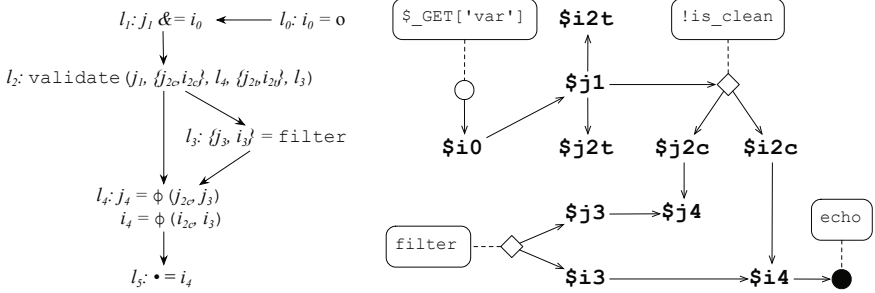 l1: j1 &= i0
l0: i0 = o
l2: validate (j1, {j2c,i2c}, l4, {j2t,i2t}, l3)
l3: {j3, i3} = filter
l4: j4 = ϕ (j2c, j3)
i4 = ϕ (i2c, i3)
l5: • = i4
$_GET['var']
$i2t
!is_clean
$j1
$i0
$j2t
$j2c
$i2c
$j3
$j4
echo
filter
$i3
$i4